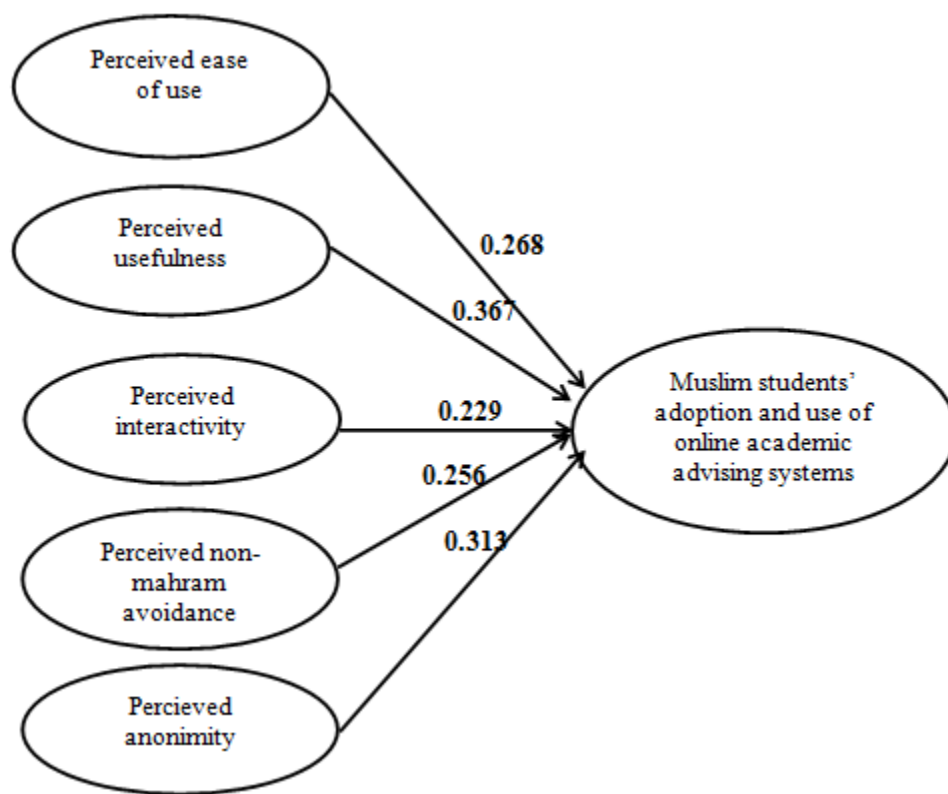 Perceived ease
of use
0.268
Perceived
usefulness
0.367
Perceived
interactivity
0.229
Muslim students’
adoption and use of
online academic
advising systems
0.256
Perceived non-
mahram
avoidance
0.313
Percieved
anonimity